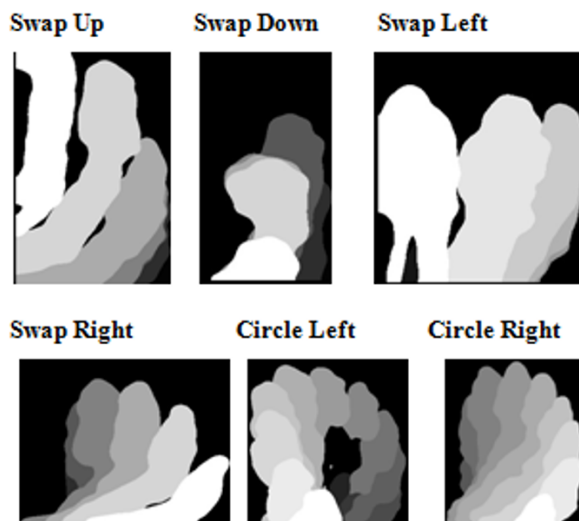 Swap Up
Swap Down
Swap Left
Swap Right
Circle Left
Circle Right